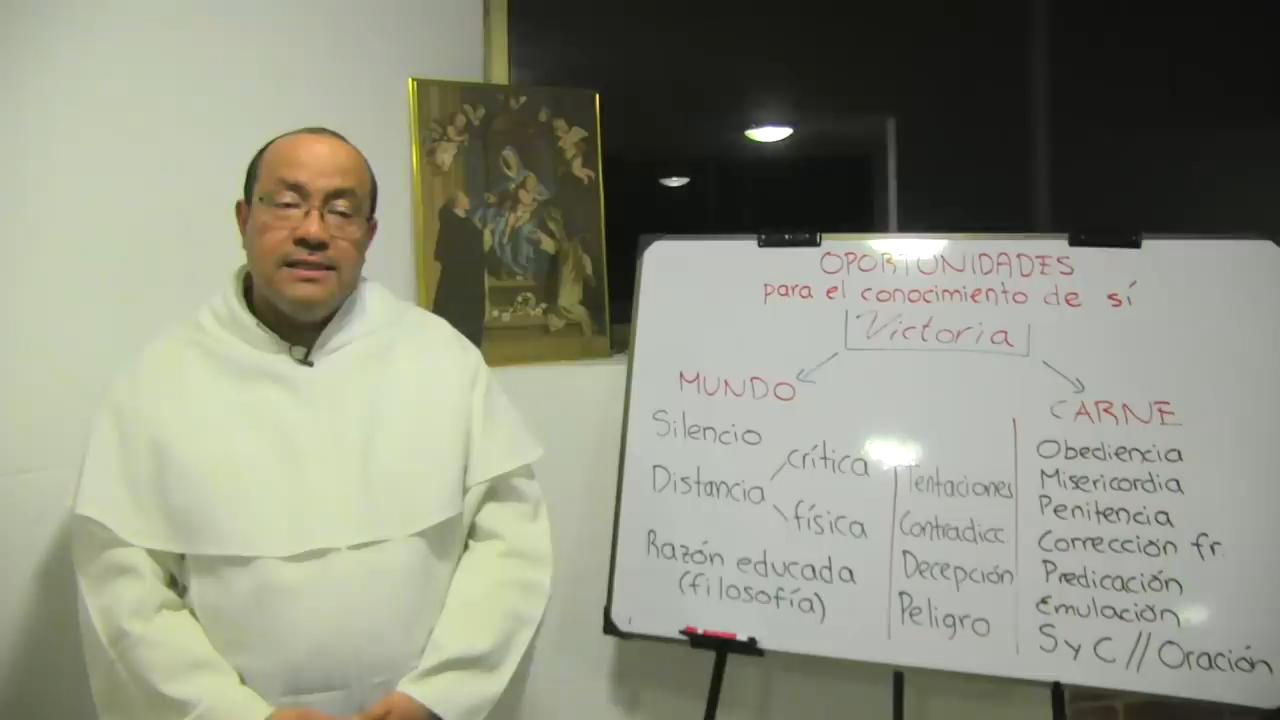 OPORTUNIDADES
para el conocimiento de sí
Victoria
MUNDO
Silencio
Distancia
crítica
física
Razón educada
(filosofía)
Tentaciones
Contradicc
Decepción
Peligro
CARNE
Obediencia
Misericordia
Penitencia
Corrección fr.
Predicación
Emulación
S y C // Oración